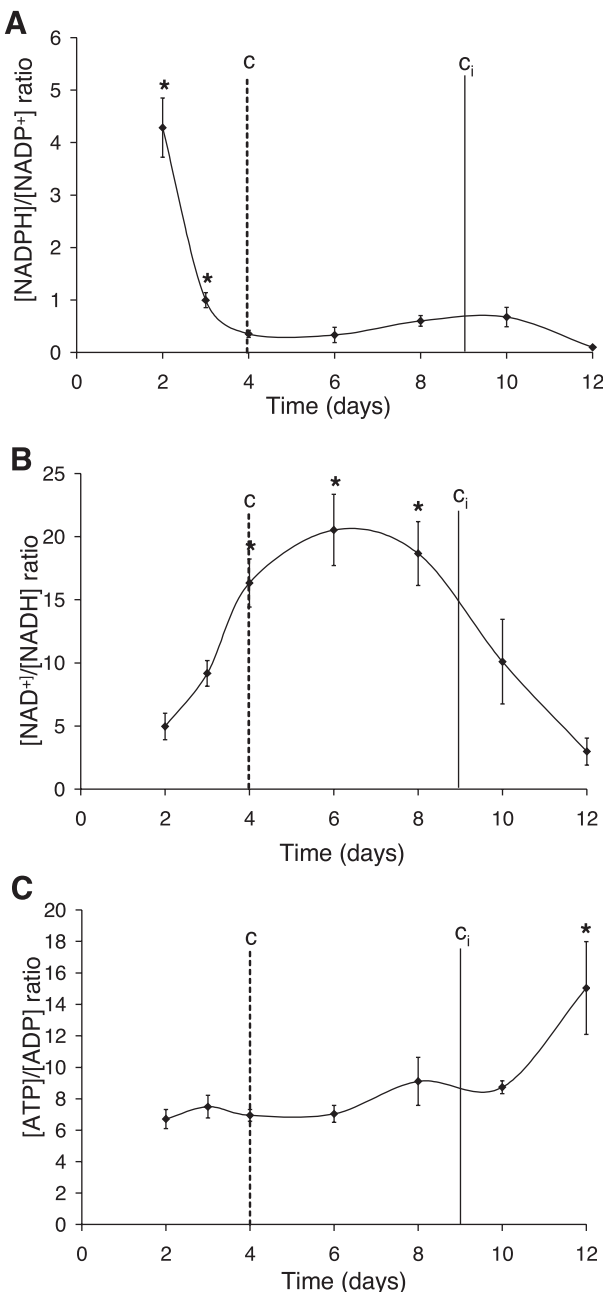 A
[NADPH]/[NADP+] ratio
6
5
4
3
2
1
0
*
*
c
ci
0 2 4 6 8 10 12
Time (days)
B
[NAD+]/[NADH] ratio
25
20
15
10
5
0
c
*
*
*
ci
0 2 4 6 8 10 12
Time (days)
C
[ATP]/[ADP] ratio
20
18
16
14
12
10
8
6
4
2
0
c
ci
*
0 2 4 6 8 10 12
Time (days)